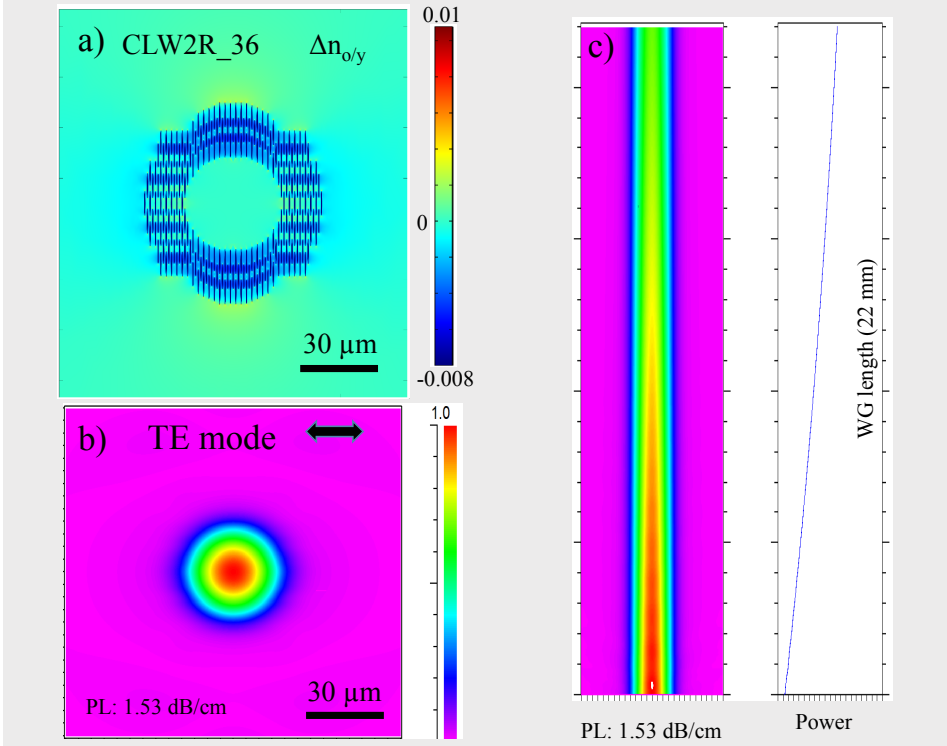 a) CLW2R_36 Δn_{o/y}
0.01
0
-0.008
30 µm
b) TE mode
1.0
PL: 1.53 dB/cm
30 µm
c)
WG length (22 mm)
PL: 1.53 dB/cm
Power